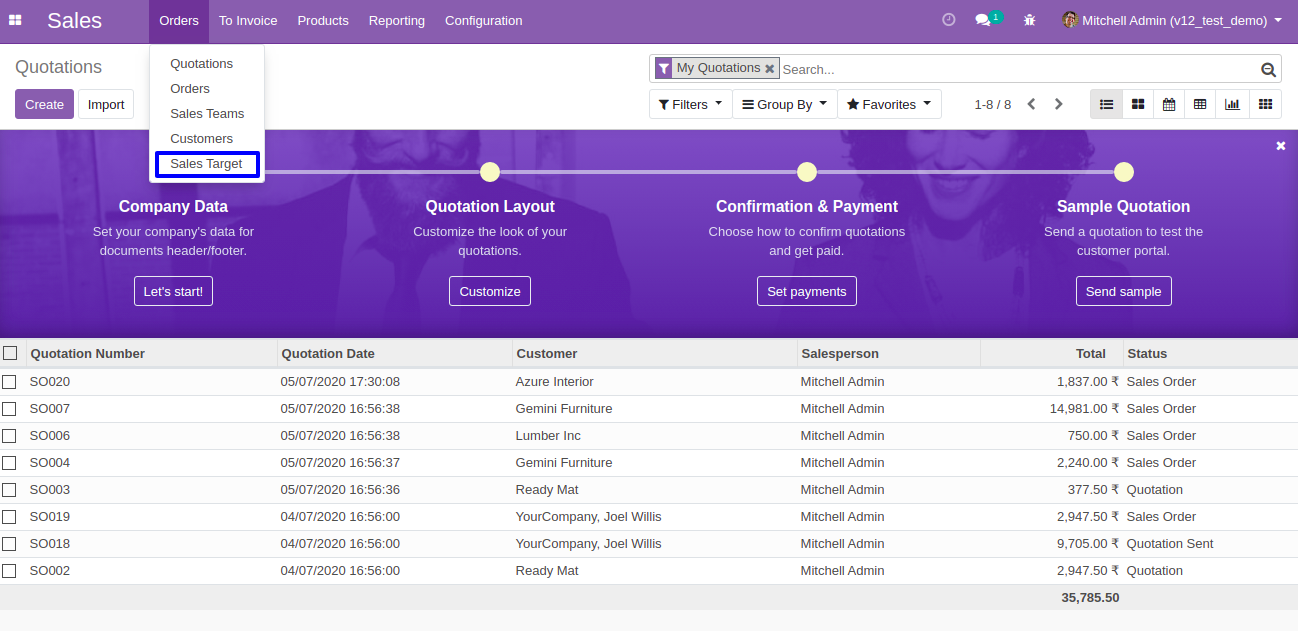 Sales Orders To Invoice Products Reporting Configuration 1 Mitchell Admin (v12_test_demo)
Quotations
My Quotations Search...
Create Import
Filters Group By Favorites 1-8 / 8
Quotations
Orders
Sales Teams
Customers
Sales Target
Company Data
Set your company's data for
documents header/footer.
Let's start!
Quotation Layout
Customize the look of your
quotations.
Customize
Confirmation & Payment
Choose how to confirm quotations
and get paid.
Set payments
Sample Quotation
Send a quotation to test the
customer portal.
Send sample
Quotation Number Quotation Date Customer Salesperson Total Status
SO020 05/07/2020 17:30:08 Azure Interior Mitchell Admin 1,837.00 ₹ Sales Order
SO007 05/07/2020 16:56:38 Gemini Furniture Mitchell Admin 14,981.00 ₹ Sales Order
SO006 05/07/2020 16:56:38 Lumber Inc Mitchell Admin 750.00 ₹ Sales Order
SO004 05/07/2020 16:56:37 Gemini Furniture Mitchell Admin 2,240.00 ₹ Sales Order
SO003 05/07/2020 16:56:36 Ready Mat Mitchell Admin 377.50 ₹ Quotation
SO019 04/07/2020 16:56:00 YourCompany, Joel Willis Mitchell Admin 2,947.50 ₹ Sales Order
SO018 04/07/2020 16:56:00 YourCompany, Joel Willis Mitchell Admin 9,705.00 ₹ Quotation Sent
SO002 04/07/2020 16:56:00 Ready Mat Mitchell Admin 2,947.50 ₹ Quotation
35,785.50